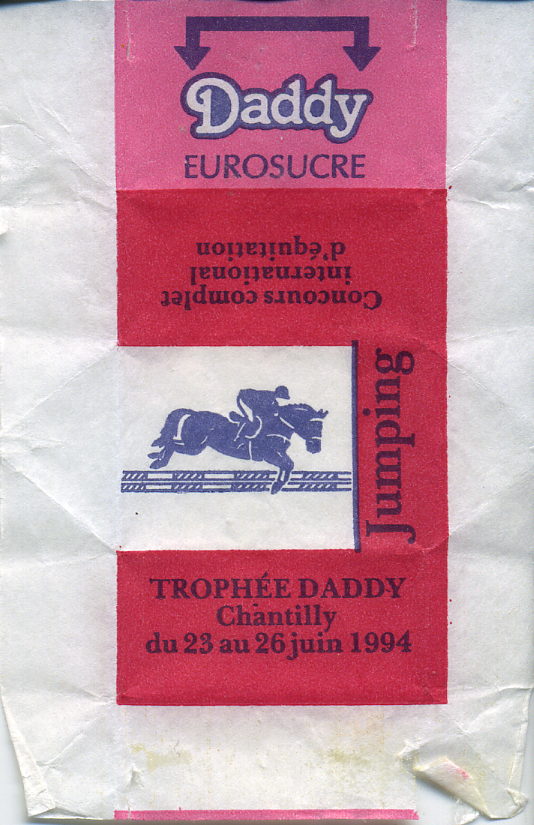 Daddy
EUROSUCRE
Concours complet
international
d'équitation
Jumping
TROPHÉE DADDY
Chantilly
du 23 au 26 juin 1994